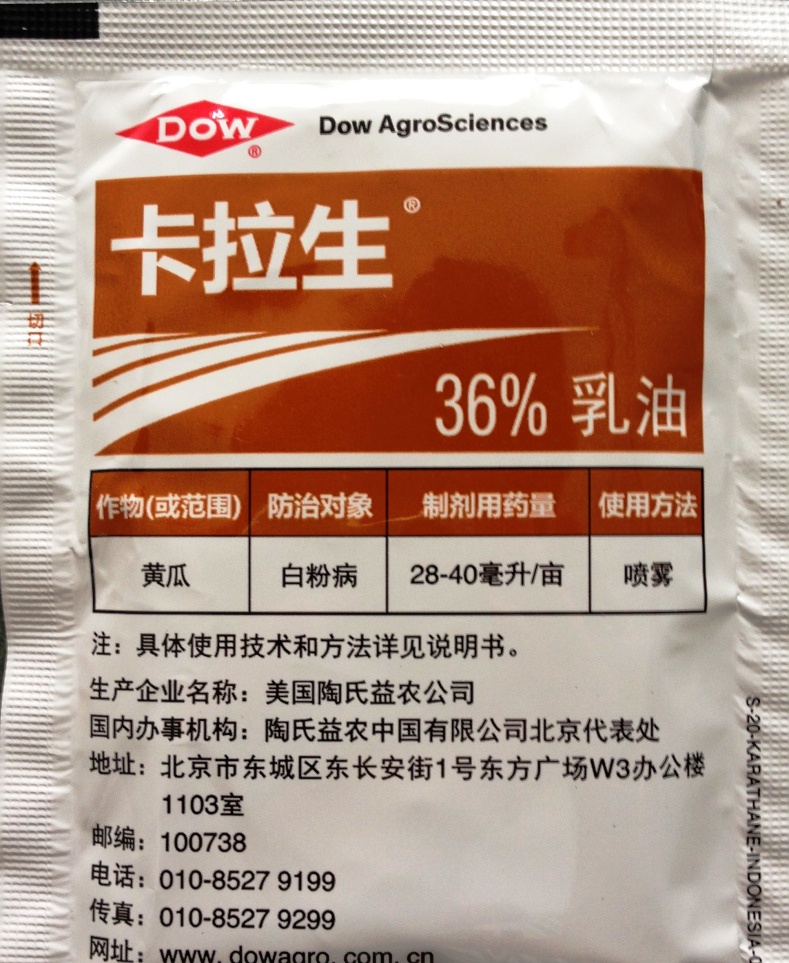 DOW®
Dow AgroSciences
卡拉生®
36% 乳油
切口
作物(或范围) 防治对象 制剂用药量 使用方法
黄瓜 白粉病 28-40毫升/亩 喷雾
注：具体使用技术和方法详见说明书。
生产企业名称：美国陶氏益农公司
国内办事机构：陶氏益农中国有限公司北京代表处
地址：北京市东城区东长安街1号东方广场W3办公楼
1103室
邮编：100738
电话：010-8527 9199
传真：010-8527 9299
网址：www. dowagro. com. cn
S-20-KARATHANE-INDONESIA-